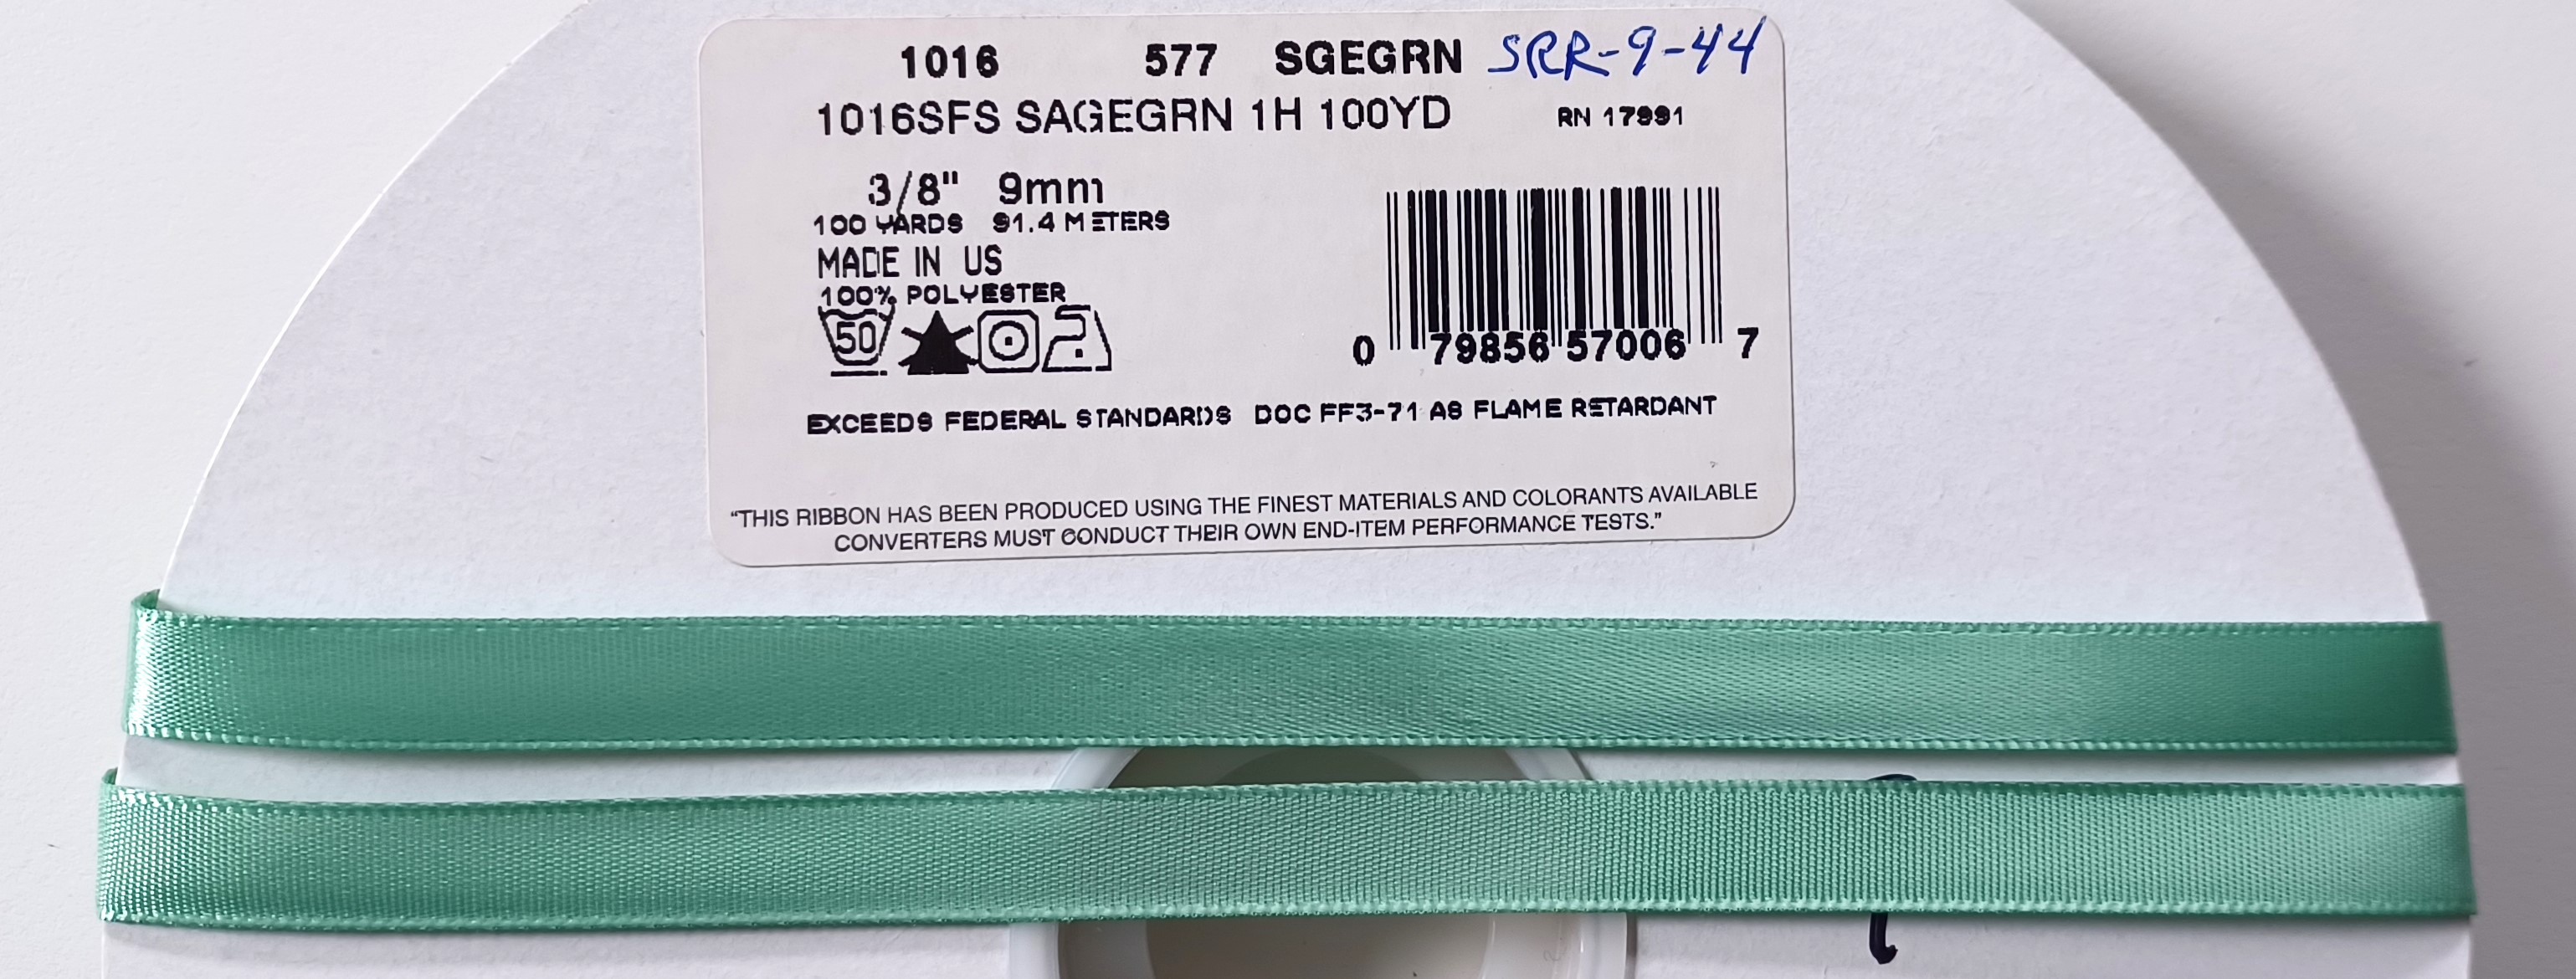 1016 577 SGEGRN SRR-9-44
1016SFS SAGEGRN 1H 100YD RN 17991
3/8" 9mm
100 YARDS 91.4 METERS
MADE IN US
100% POLYESTER
50
0 79856 57006 7
EXCEEDS FEDERAL STANDARDS DOC FF3-71 AS FLAME RETARDANT
"THIS RIBBON HAS BEEN PRODUCED USING THE FINEST MATERIALS AND COLORANTS AVAILABLE
CONVERTERS MUST CONDUCT THEIR OWN END-ITEM PERFORMANCE TESTS."